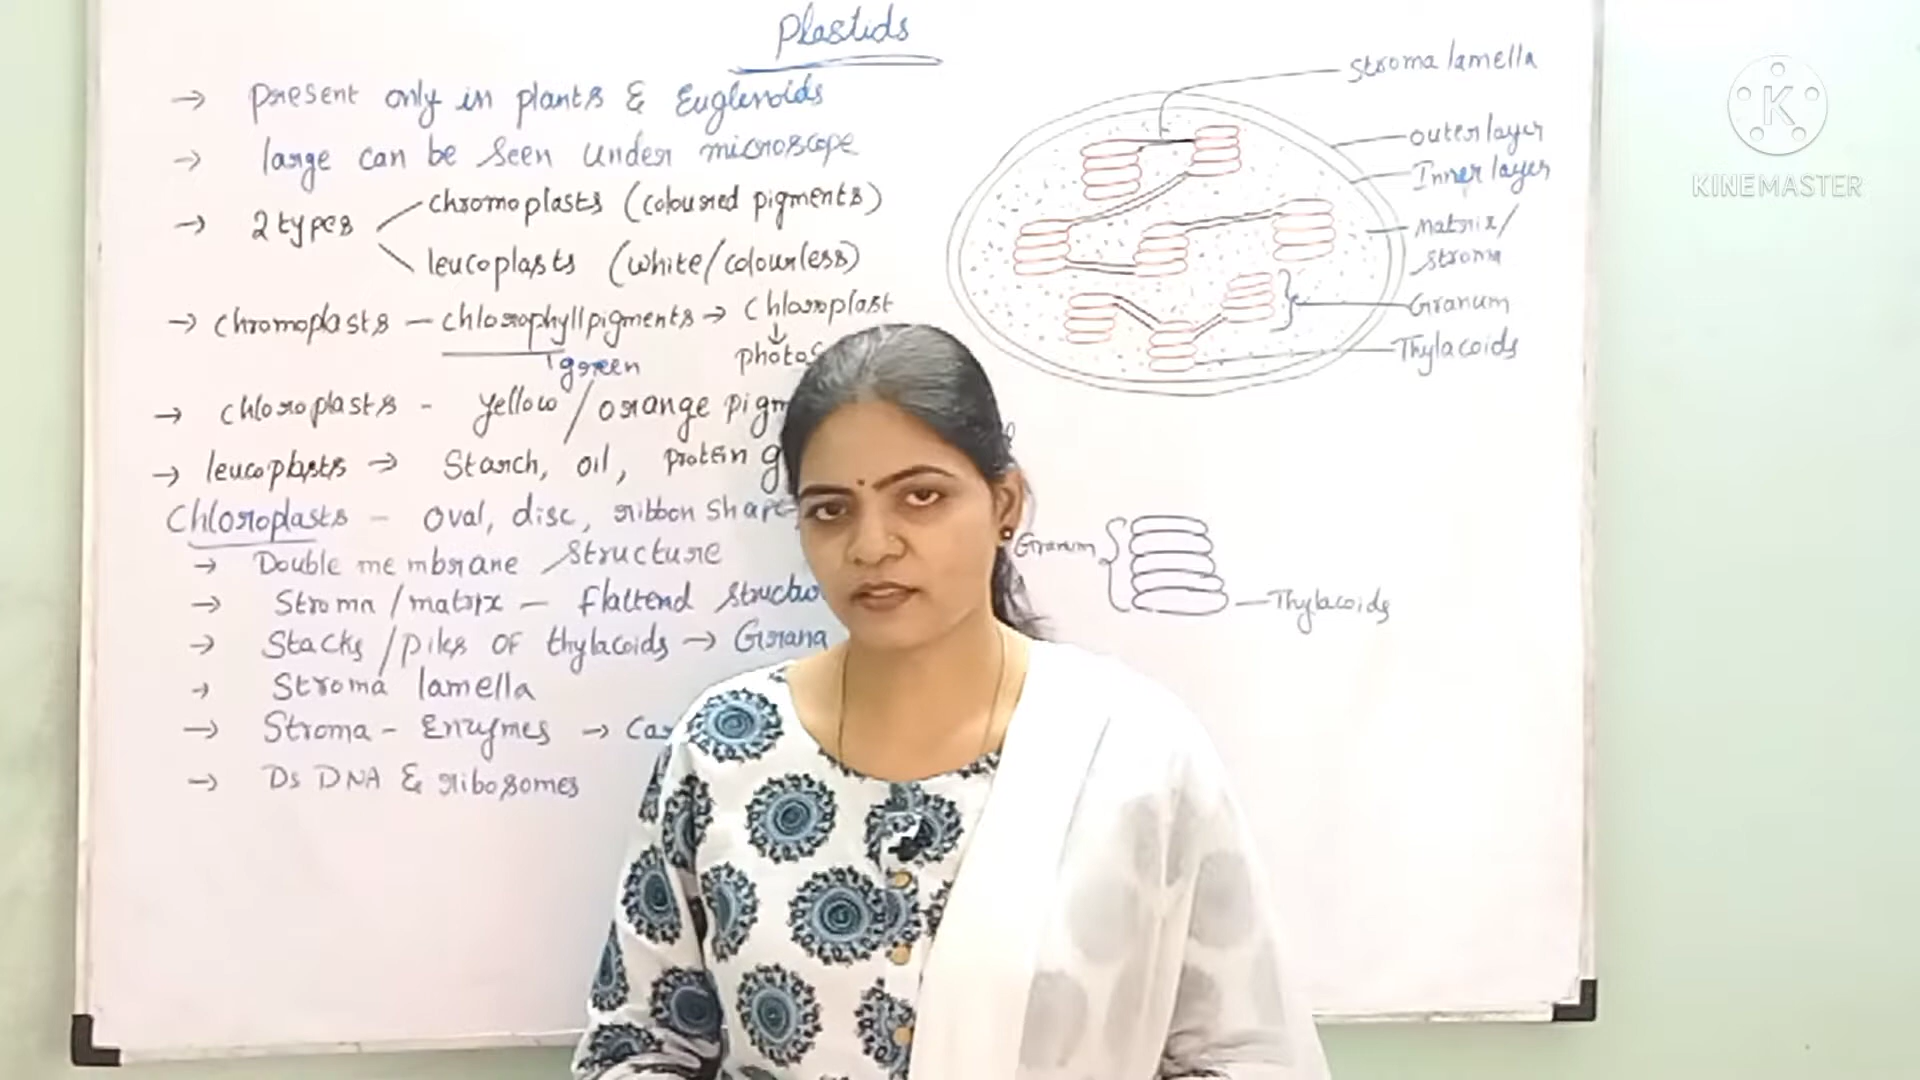 Plastids
→ present only in plants & Euglenoids
→ large can be seen under microscope
→ 2 types
chromoplasts (coloured pigments)
leucoplasts (white/colourless)
→ chromoplasts – chlorophyll pigments → Chloroplast
green
photos
→ chloroplasts - yellow / orange pigm
→ leucoplasts → Starch, oil, protein g
Chloroplasts – oval, disc, ribbon shape
→ Double membrane structure
→ Stroma / matrix – flattend
→ Stacks / piles of thylacoids → Grana
→ Stroma lamella
→ Stroma – Enzymes →
→ Ds DNA & ribosomes
Stroma lamella
outer layer
Inner layer
matrix/
stroma
Granum
Thylacoids
Granum
Thylacoids
K
KINEMASTER